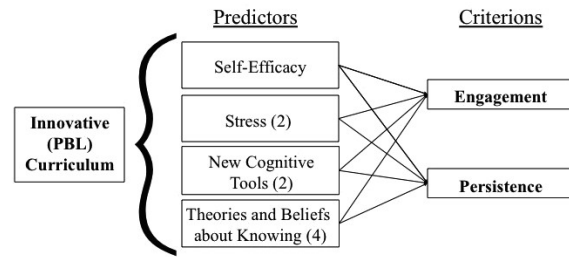 Predictors
Criterions
Self-Efficacy
Engagement
Innovative
(PBL)
Curriculum
Stress (2)
New Cognitive
Tools (2)
Persistence
Theories and Beliefs
about Knowing (4)